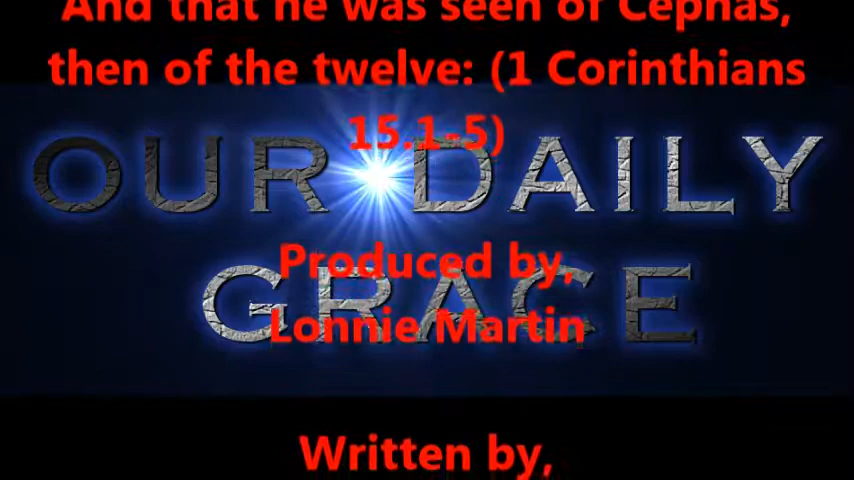 And that he was seen of Cephas,
then of the twelve: (1 Corinthians
15.1-5)
OUR DAILY
Produced by,
GRACE
Lonnie Martin
Written by,